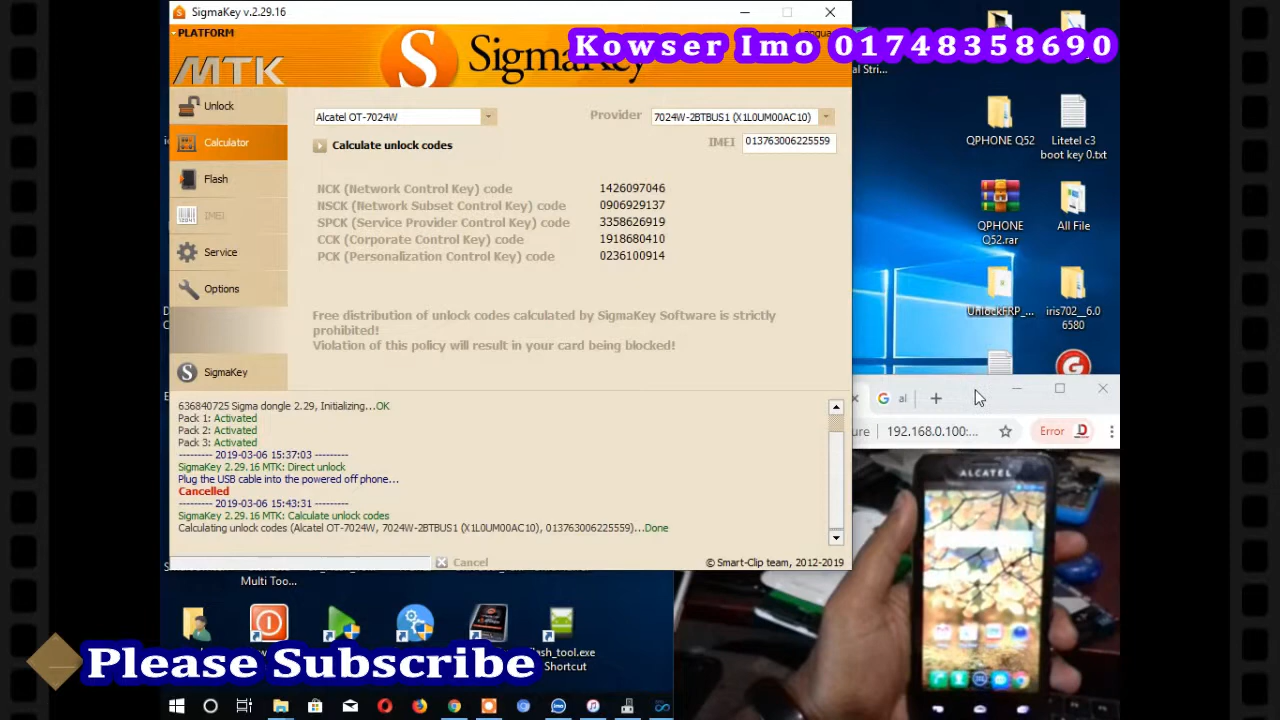 SigmaKey v.2.29.16
PLATFORM
Langua
MTK
S Sigma Key
Kowser Imo 01748358690
Unlock
Calculator
Flash
IMEI
Service
Options
SigmaKey
Alcatel OT-7024W
Provider 7024W-2BTBUS1 (X1L0UM00AC10)
Calculate unlock codes
IMEI 013763006225559
NCK (Network Control Key) code 1426097046
NSCK (Network Subset Control Key) code 0906929137
SPCK (Service Provider Control Key) code 3358626919
CCK (Corporate Control Key) code 1918680410
PCK (Personalization Control Key) code 0236100914
Free distribution of unlock codes calculated by SigmaKey Software is strictly
prohibited!
Violation of this policy will result in your card being blocked!
636840725 Sigma dongle 2.29, Initializing...OK
Pack 1: Activated
Pack 2: Activated
Pack 3: Activated
--------- 2019-03-06 15:37:03 ---------
SigmaKey 2.29.16 MTK: Direct unlock
Plug the USB cable into the powered off phone...
Cancelled
--------- 2019-03-06 15:43:31 ---------
SigmaKey 2.29.16 MTK: Calculate unlock codes
Calculating unlock codes (Alcatel OT-7024W, 7024W-2BTBUS1 (X1L0UM00AC10), 013763006225559)...Done
Cancel
© Smart-Clip team, 2012-2019
al Stri...
QPHONE Q52
Litetel c3
boot key 0.txt
QPHONE
Q52.rar
All File
UnlockFRP_...
iris702__6.0
6580
al
ure
192.168.0.100:...
Error
ALCATEL
Multi Too...
flash_tool.exe
Shortcut
Please Subscribe